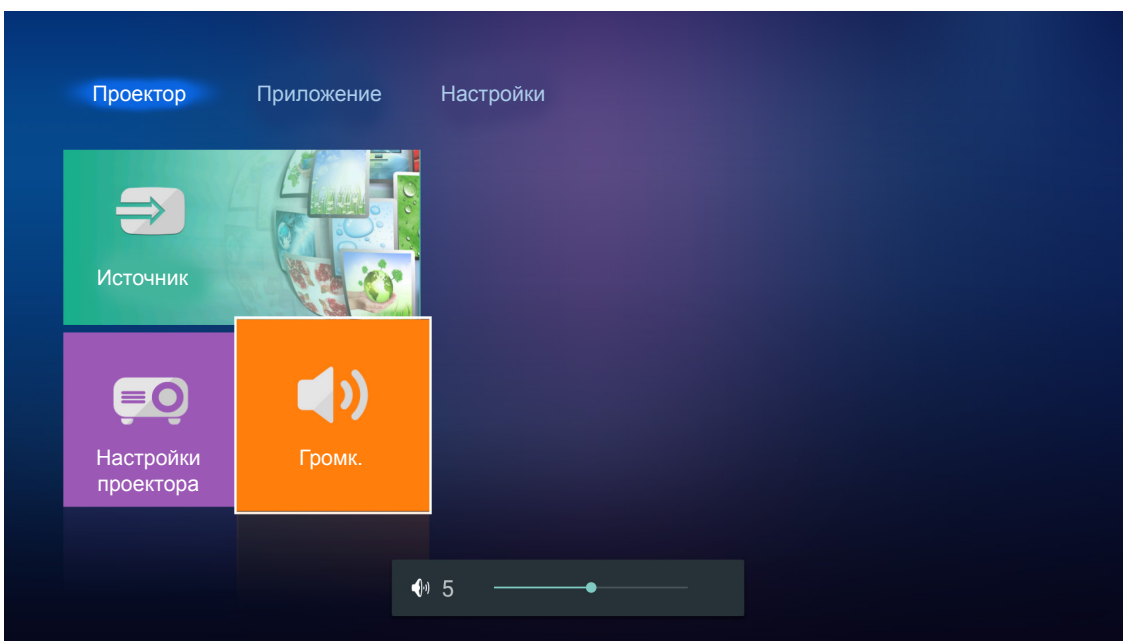 Проектор
Приложение
Настройки
Источник
Настройки
проектора
Громк.
5